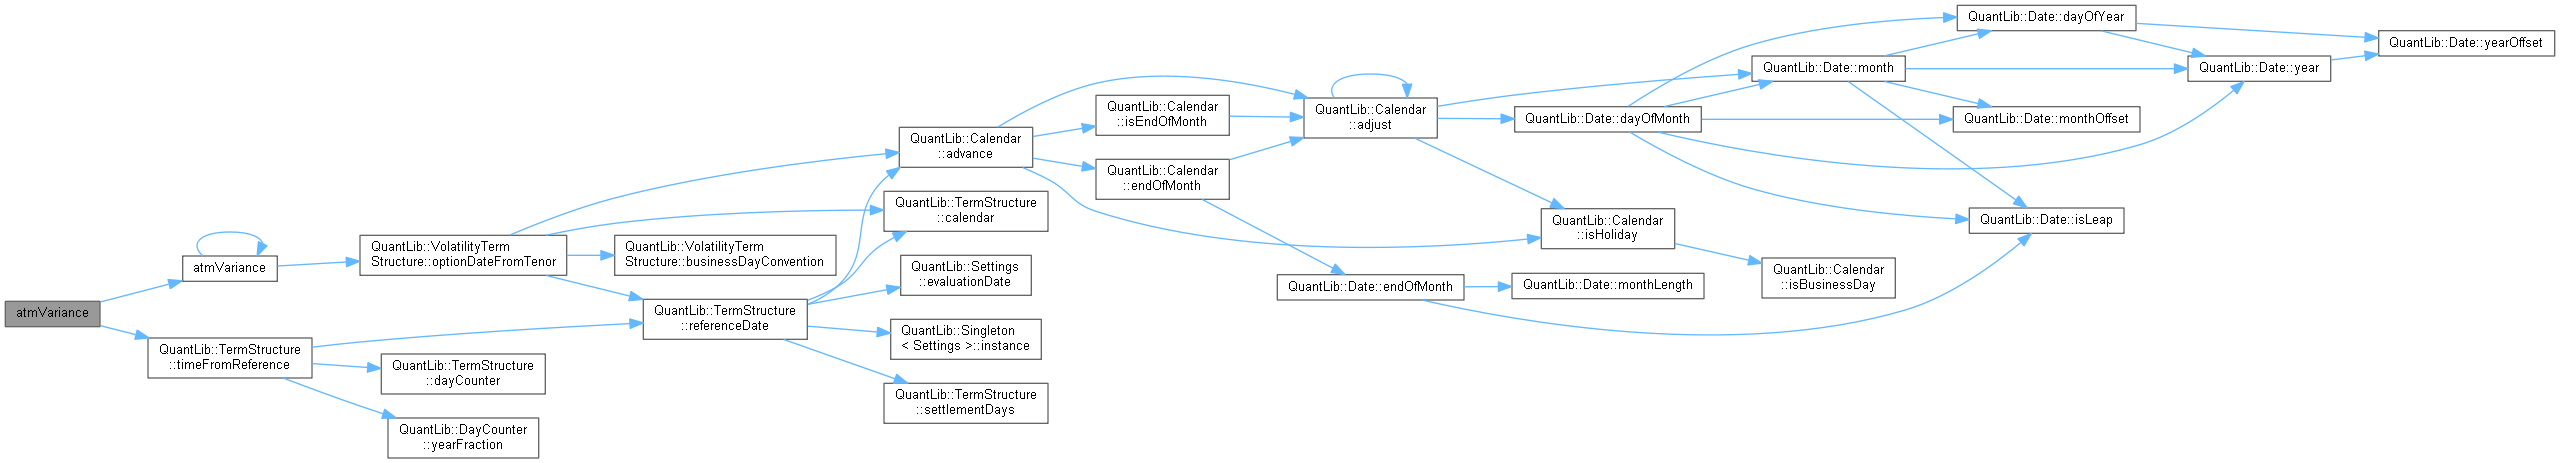 atmVariance
atmVariance
QuantLib::TermStructure
::timeFromReference
QuantLib::VolatilityTerm
Structure::optionDateFromTenor
QuantLib::TermStructure
::dayCounter
QuantLib::DayCounter
::yearFraction
QuantLib::VolatilityTerm
Structure::businessDayConvention
QuantLib::TermStructure
::referenceDate
QuantLib::Calendar
::advance
QuantLib::TermStructure
::calendar
QuantLib::Settings
::evaluationDate
QuantLib::Singleton
< Settings >::instance
QuantLib::TermStructure
::settlementDays
QuantLib::Calendar
::isEndOfMonth
QuantLib::Calendar
::endOfMonth
QuantLib::Calendar
::adjust
QuantLib::Date::endOfMonth
QuantLib::Date::dayOfMonth
QuantLib::Calendar
::isHoliday
QuantLib::Date::monthLength
QuantLib::Date::month
QuantLib::Calendar
::isBusinessDay
QuantLib::Date::dayOfYear
QuantLib::Date::monthOffset
QuantLib::Date::isLeap
QuantLib::Date::year
QuantLib::Date::yearOffset